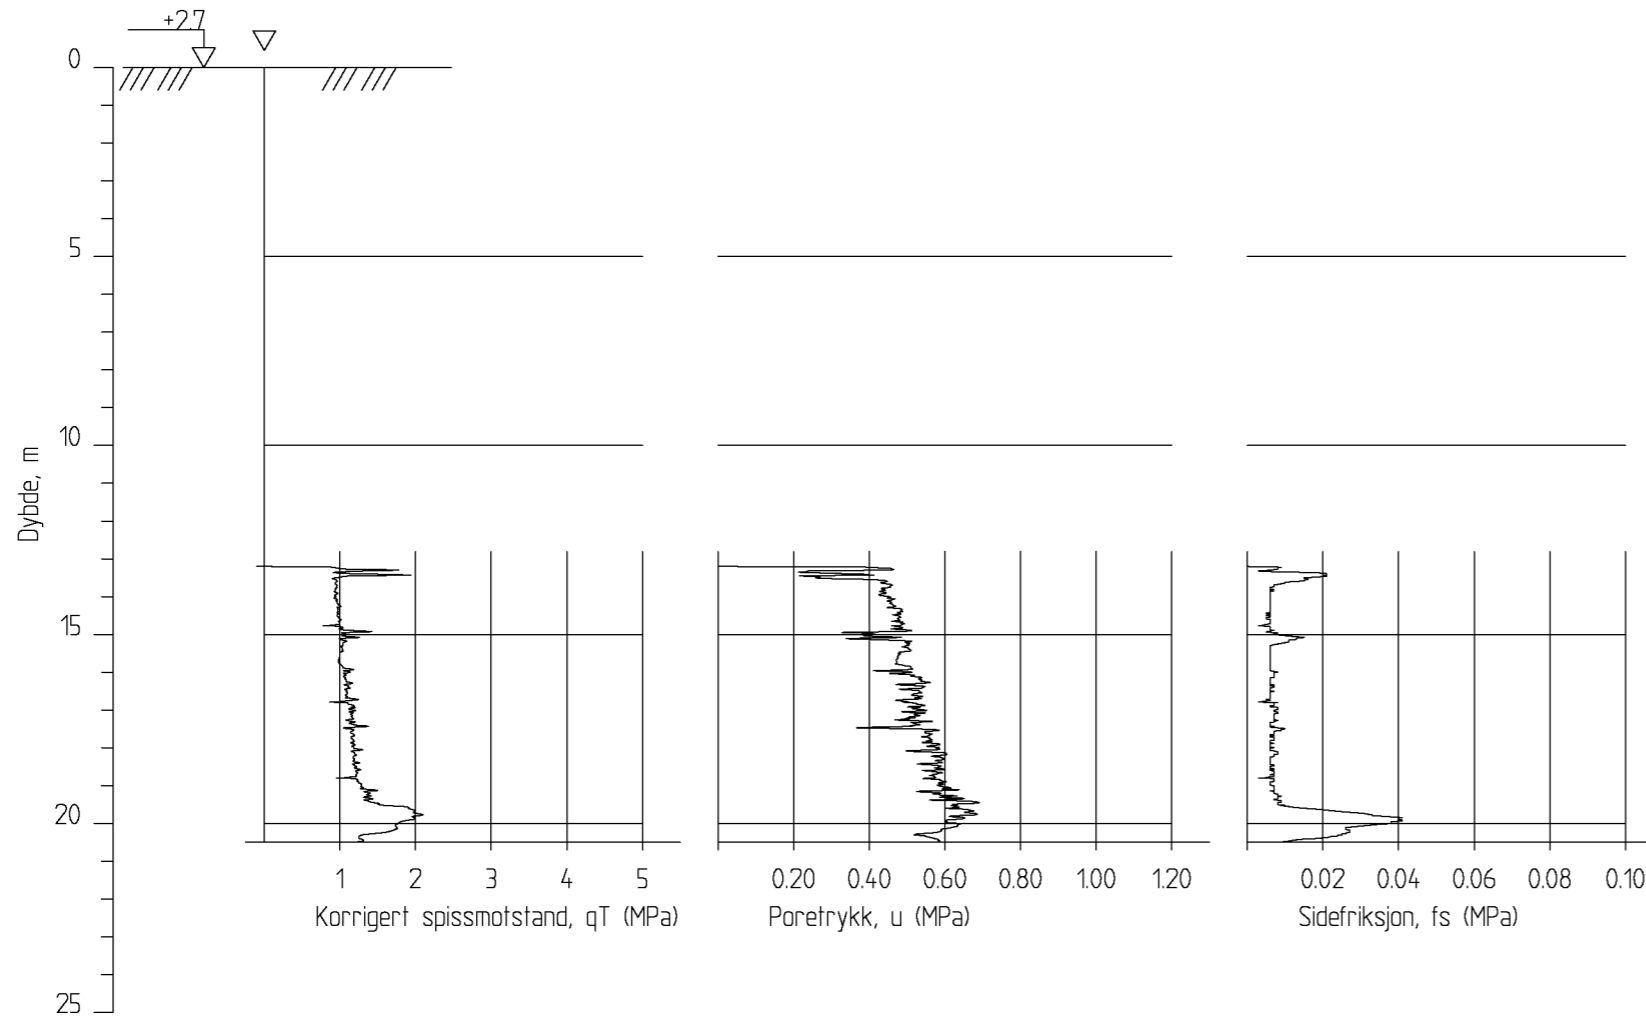 +2.7
0
5
10
Dybde, m
15
20
1 2 3 4 5
0.20 0.40 0.60 0.80 1.00 1.20
0.02 0.04 0.06 0.08 0.10
Korrigert spissmotstand, qT (MPa)
Poretrykk, u (MPa)
Sidefriksjon, fs (MPa)
25